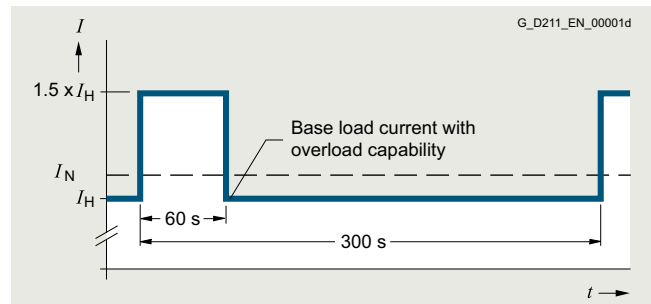 G_D211_EN_00001d
I
1.5 x IH
Base load current with
overload capability
IN
IH
60 s
300 s
t